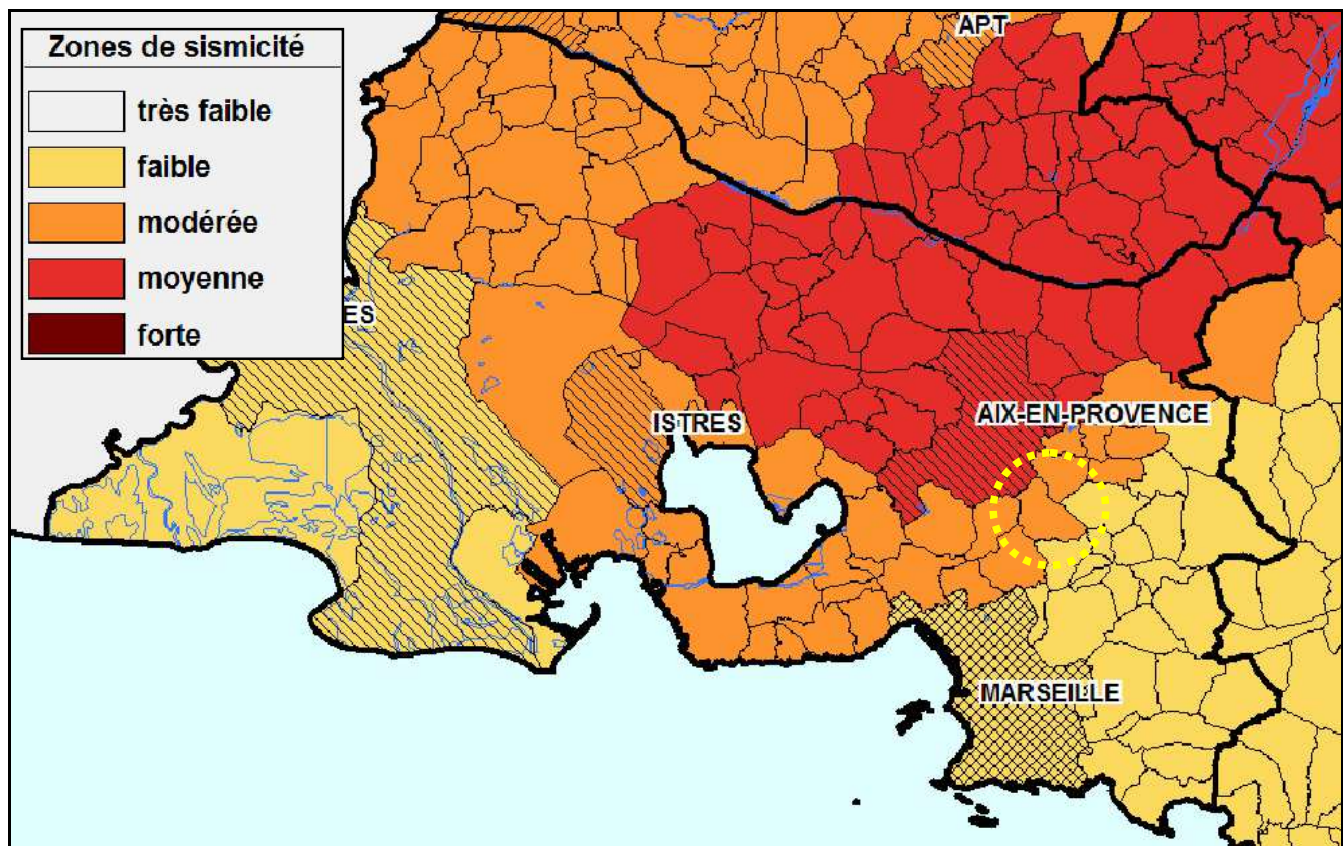 Zones de sismicité
très faible
faible
modérée
moyenne
forte
APT
ES
ISTRES
AIX-EN-PROVENCE
MARSEILLE